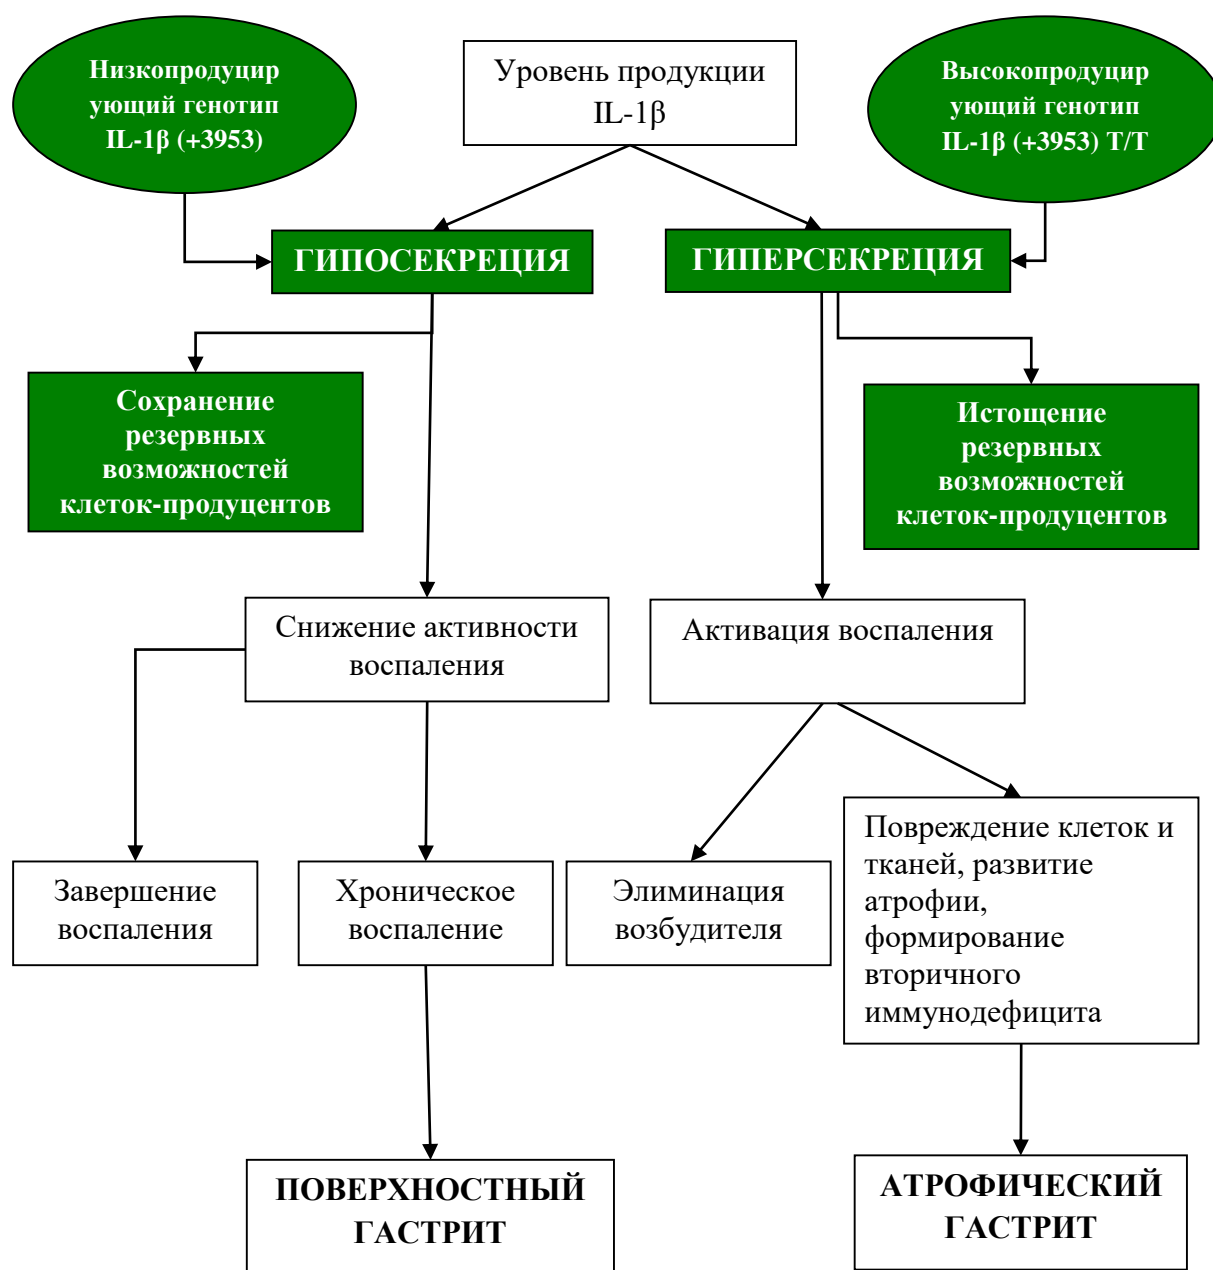 Низкопродуцир
ующий генотип
IL-1β (+3953)
Уровень продукции
IL-1β
Высокопродуцир
ующий генотип
IL-1β (+3953) Т/Т
ГИПОСЕКРЕЦИЯ
ГИПЕРСЕКРЕЦИЯ
Сохранение
резервных
возможностей
клеток-продуцентов
Истощение
резервных
возможностей
клеток-продуцентов
Снижение активности
воспаления
Активация воспаления
Завершение
воспаления
Хроническое
воспаление
Элиминация
возбудителя
Повреждение клеток и
тканей, развитие
атрофии,
формирование
вторичного
иммунодефицита
ПОВЕРХНОСТНЫЙ
ГАСТРИТ
АТРОФИЧЕСКИЙ
ГАСТРИТ